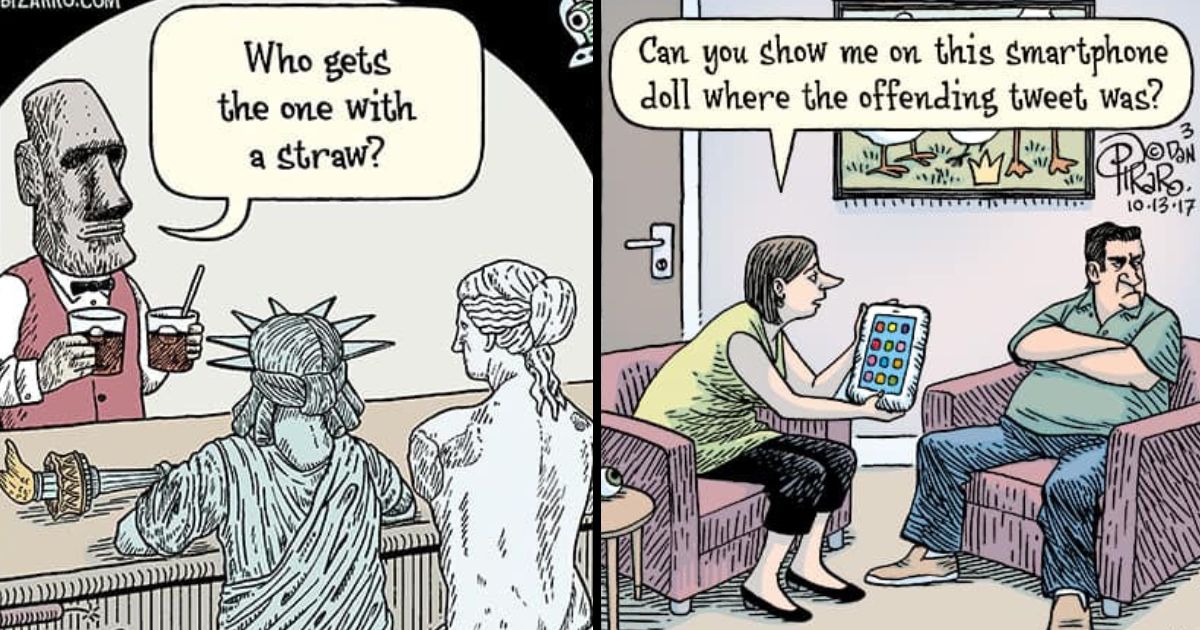 BIZARRO.COM
Who gets
the one with
a straw?
Can you show me on this smartphone
doll where the offending tweet was?
3
©DAN
PIRARO.
10·13·17